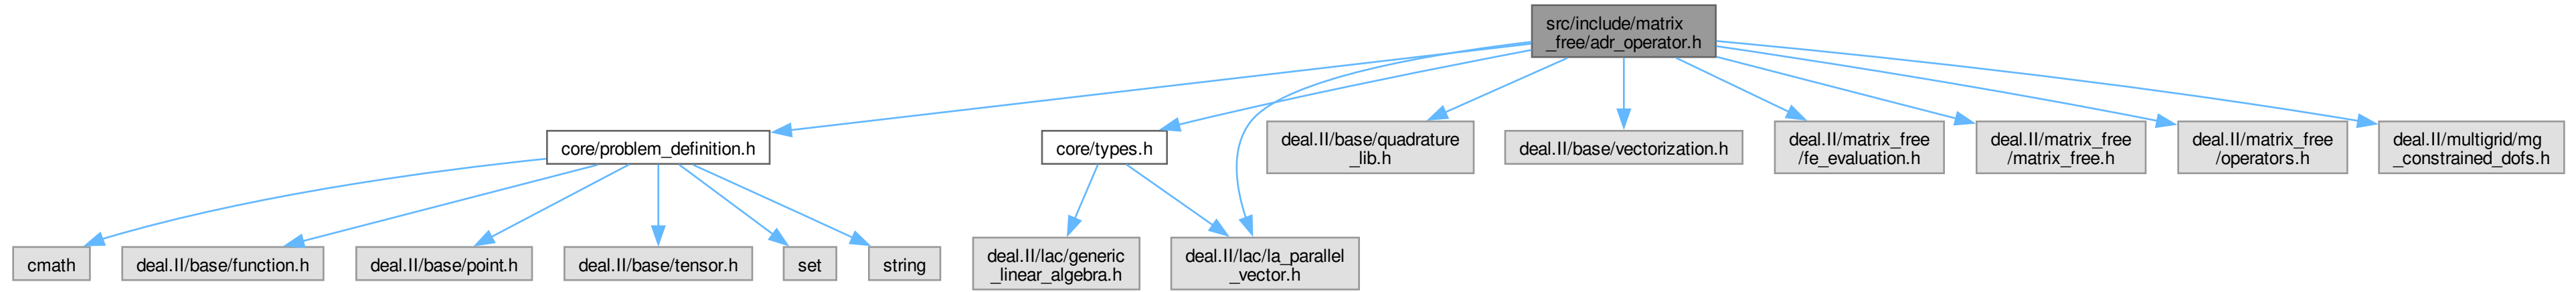 src/include/matrix
_free/adr_operator.h
core/problem_definition.h
core/types.h
deal.II/base/quadrature
_lib.h
deal.II/base/vectorization.h
deal.II/matrix_free
/fe_evaluation.h
deal.II/matrix_free
/matrix_free.h
deal.II/matrix_free
/operators.h
deal.II/multigrid/mg
_constrained_dofs.h
cmath
deal.II/base/function.h
deal.II/base/point.h
deal.II/base/tensor.h
set
string
deal.II/lac/generic
_linear_algebra.h
deal.II/lac/la_parallel
_vector.h